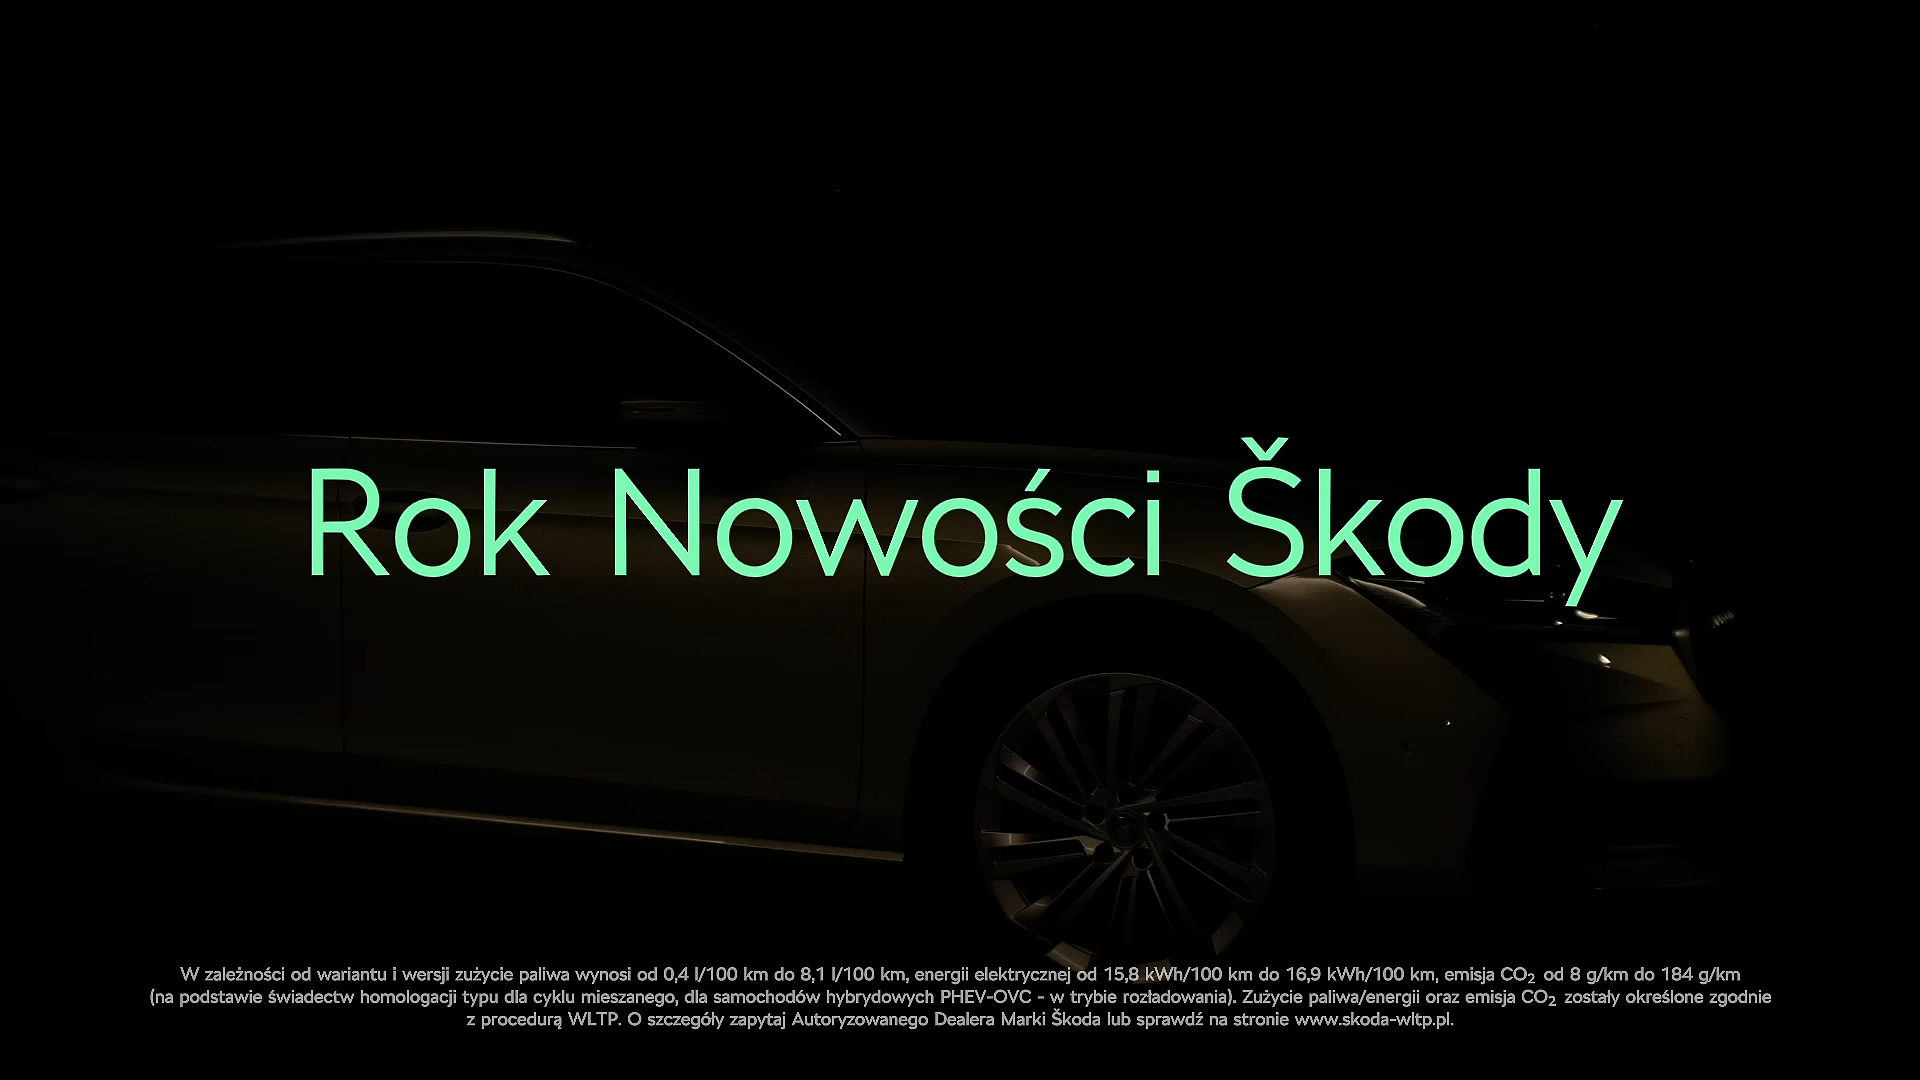 Rok Nowości Škody
W zależności od wariantu i wersji zużycie paliwa wynosi od 0,4 l/100 km do 8,1 l/100 km, energii elektrycznej od 15,8 kWh/100 km do 16,9 kWh/100 km, emisja CO₂ od 8 g/km do 184 g/km
(na podstawie świadectw homologacji typu dla cyklu mieszanego, dla samochodów hybrydowych PHEV-OVC - w trybie rozładowania). Zużycie paliwa/energii oraz emisja CO₂ zostały określone zgodnie
z procedurą WLTP. O szczegóły zapytaj Autoryzowanego Dealera Marki Škoda lub sprawdź na stronie www.skoda-wltp.pl.